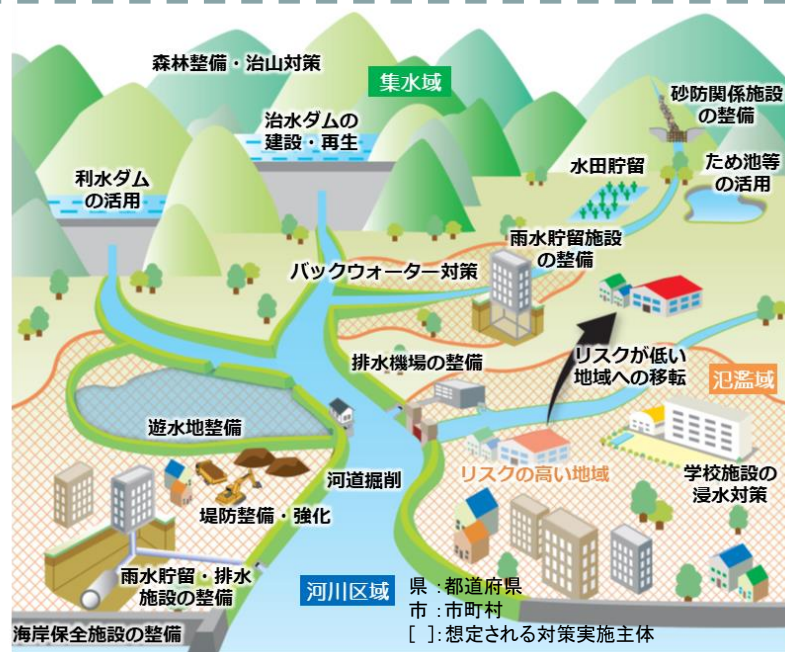 森林整備・治山対策
集水域
砂防関係施設
の整備
治水ダムの
建設・再生
水田貯留
ため池等
の活用
利水ダム
の活用
雨水貯留施設
の整備
バックウォーター対策
排水機場の整備
リスクが低い
地域への移転
氾濫域
遊水地整備
河道掘削
リスクの高い地域
学校施設の
浸水対策
堤防整備・強化
雨水貯留・排水
施設の整備
河川区域
県:都道府県
市:市町村
[ ]:想定される対策実施主体
海岸保全施設の整備